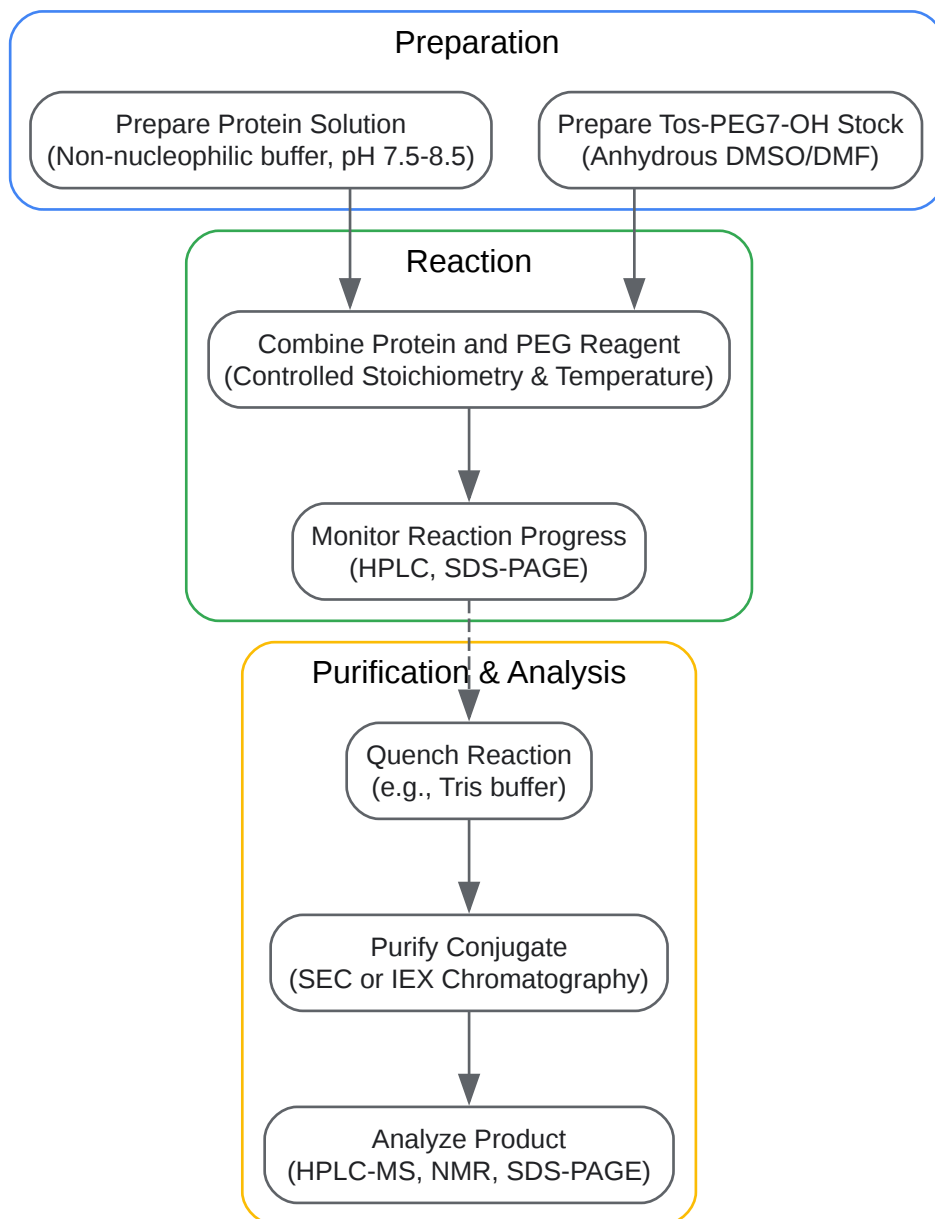 Preparation
Prepare Protein Solution
(Non-nucleophilic buffer, pH 7.5-8.5)
Prepare Tos-PEG7-OH Stock
(Anhydrous DMSO/DMF)
Reaction
Combine Protein and PEG Reagent
(Controlled Stoichiometry & Temperature)
Monitor Reaction Progress
(HPLC, SDS-PAGE)
Purification & Analysis
Quench Reaction
(e.g., Tris buffer)
Purify Conjugate
(SEC or IEX Chromatography)
Analyze Product
(HPLC-MS, NMR, SDS-PAGE)